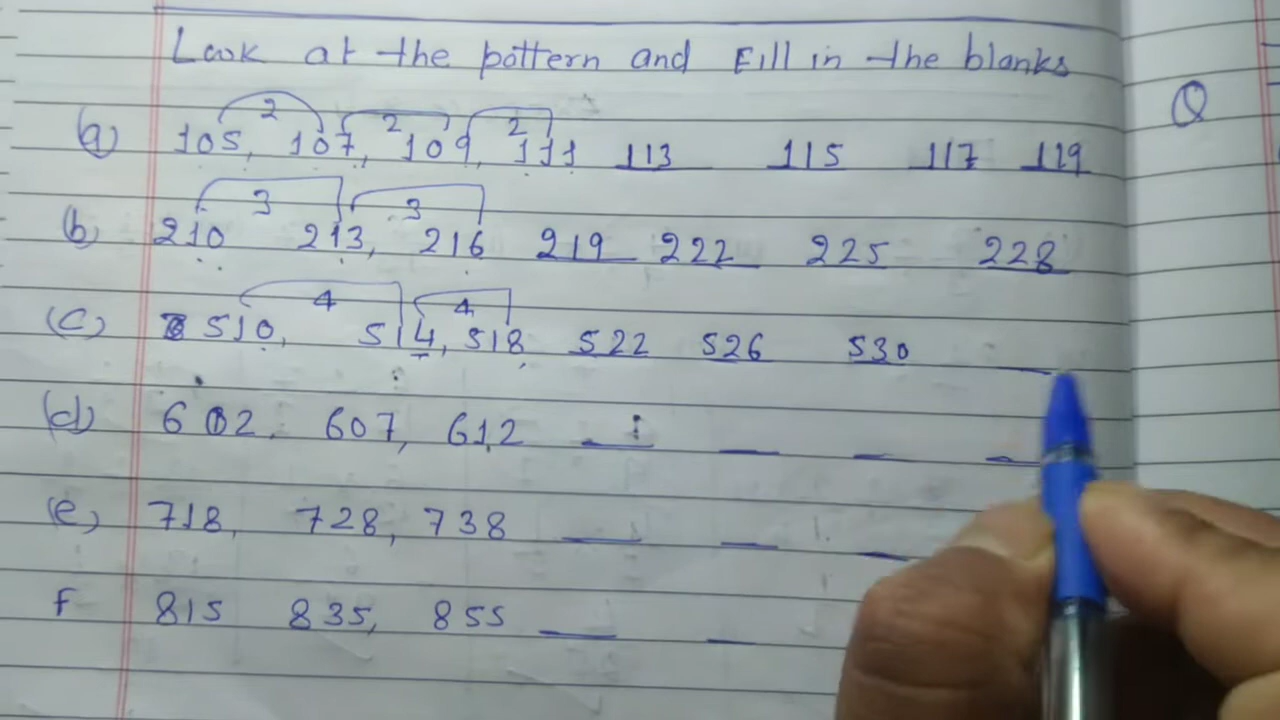 Look at the pottern and Fill in the blanks
Q
2 2 2
(a) 105, 107, 109, 111 113 115 117 119
3 3
(b) 210 213, 216 219 222 225 228
4 4
(c) 510, 514, 518, 522 526 530
(d) 602, 607, 612
(e) 718, 728, 738
F 815 835, 855